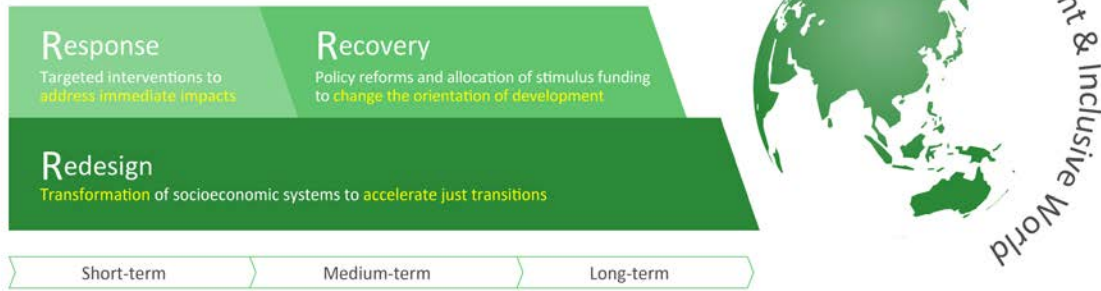 Response
Targeted interventions to
address immediate impacts
Recovery
Policy reforms and allocation of stimulus funding
to change the orientation of development
Redesign
Transformation of socioeconomic systems to accelerate just transitions
Short-term
Medium-term
Long-term
& Inclusive World